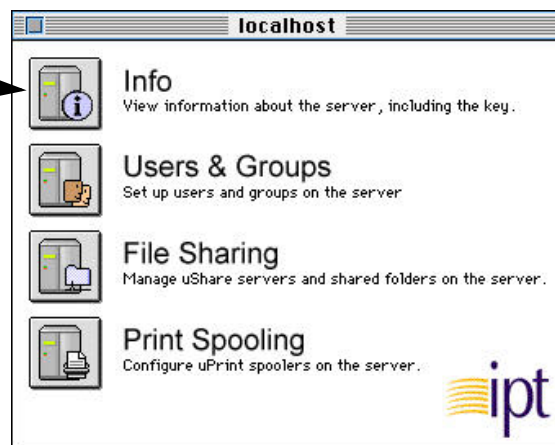 localhost
Info
View information about the server, including the key.
Users & Groups
Set up users and groups on the server
File Sharing
Manage uShare servers and shared folders on the server.
Print Spooling
Configure uPrint spoolers on the server.
ipt